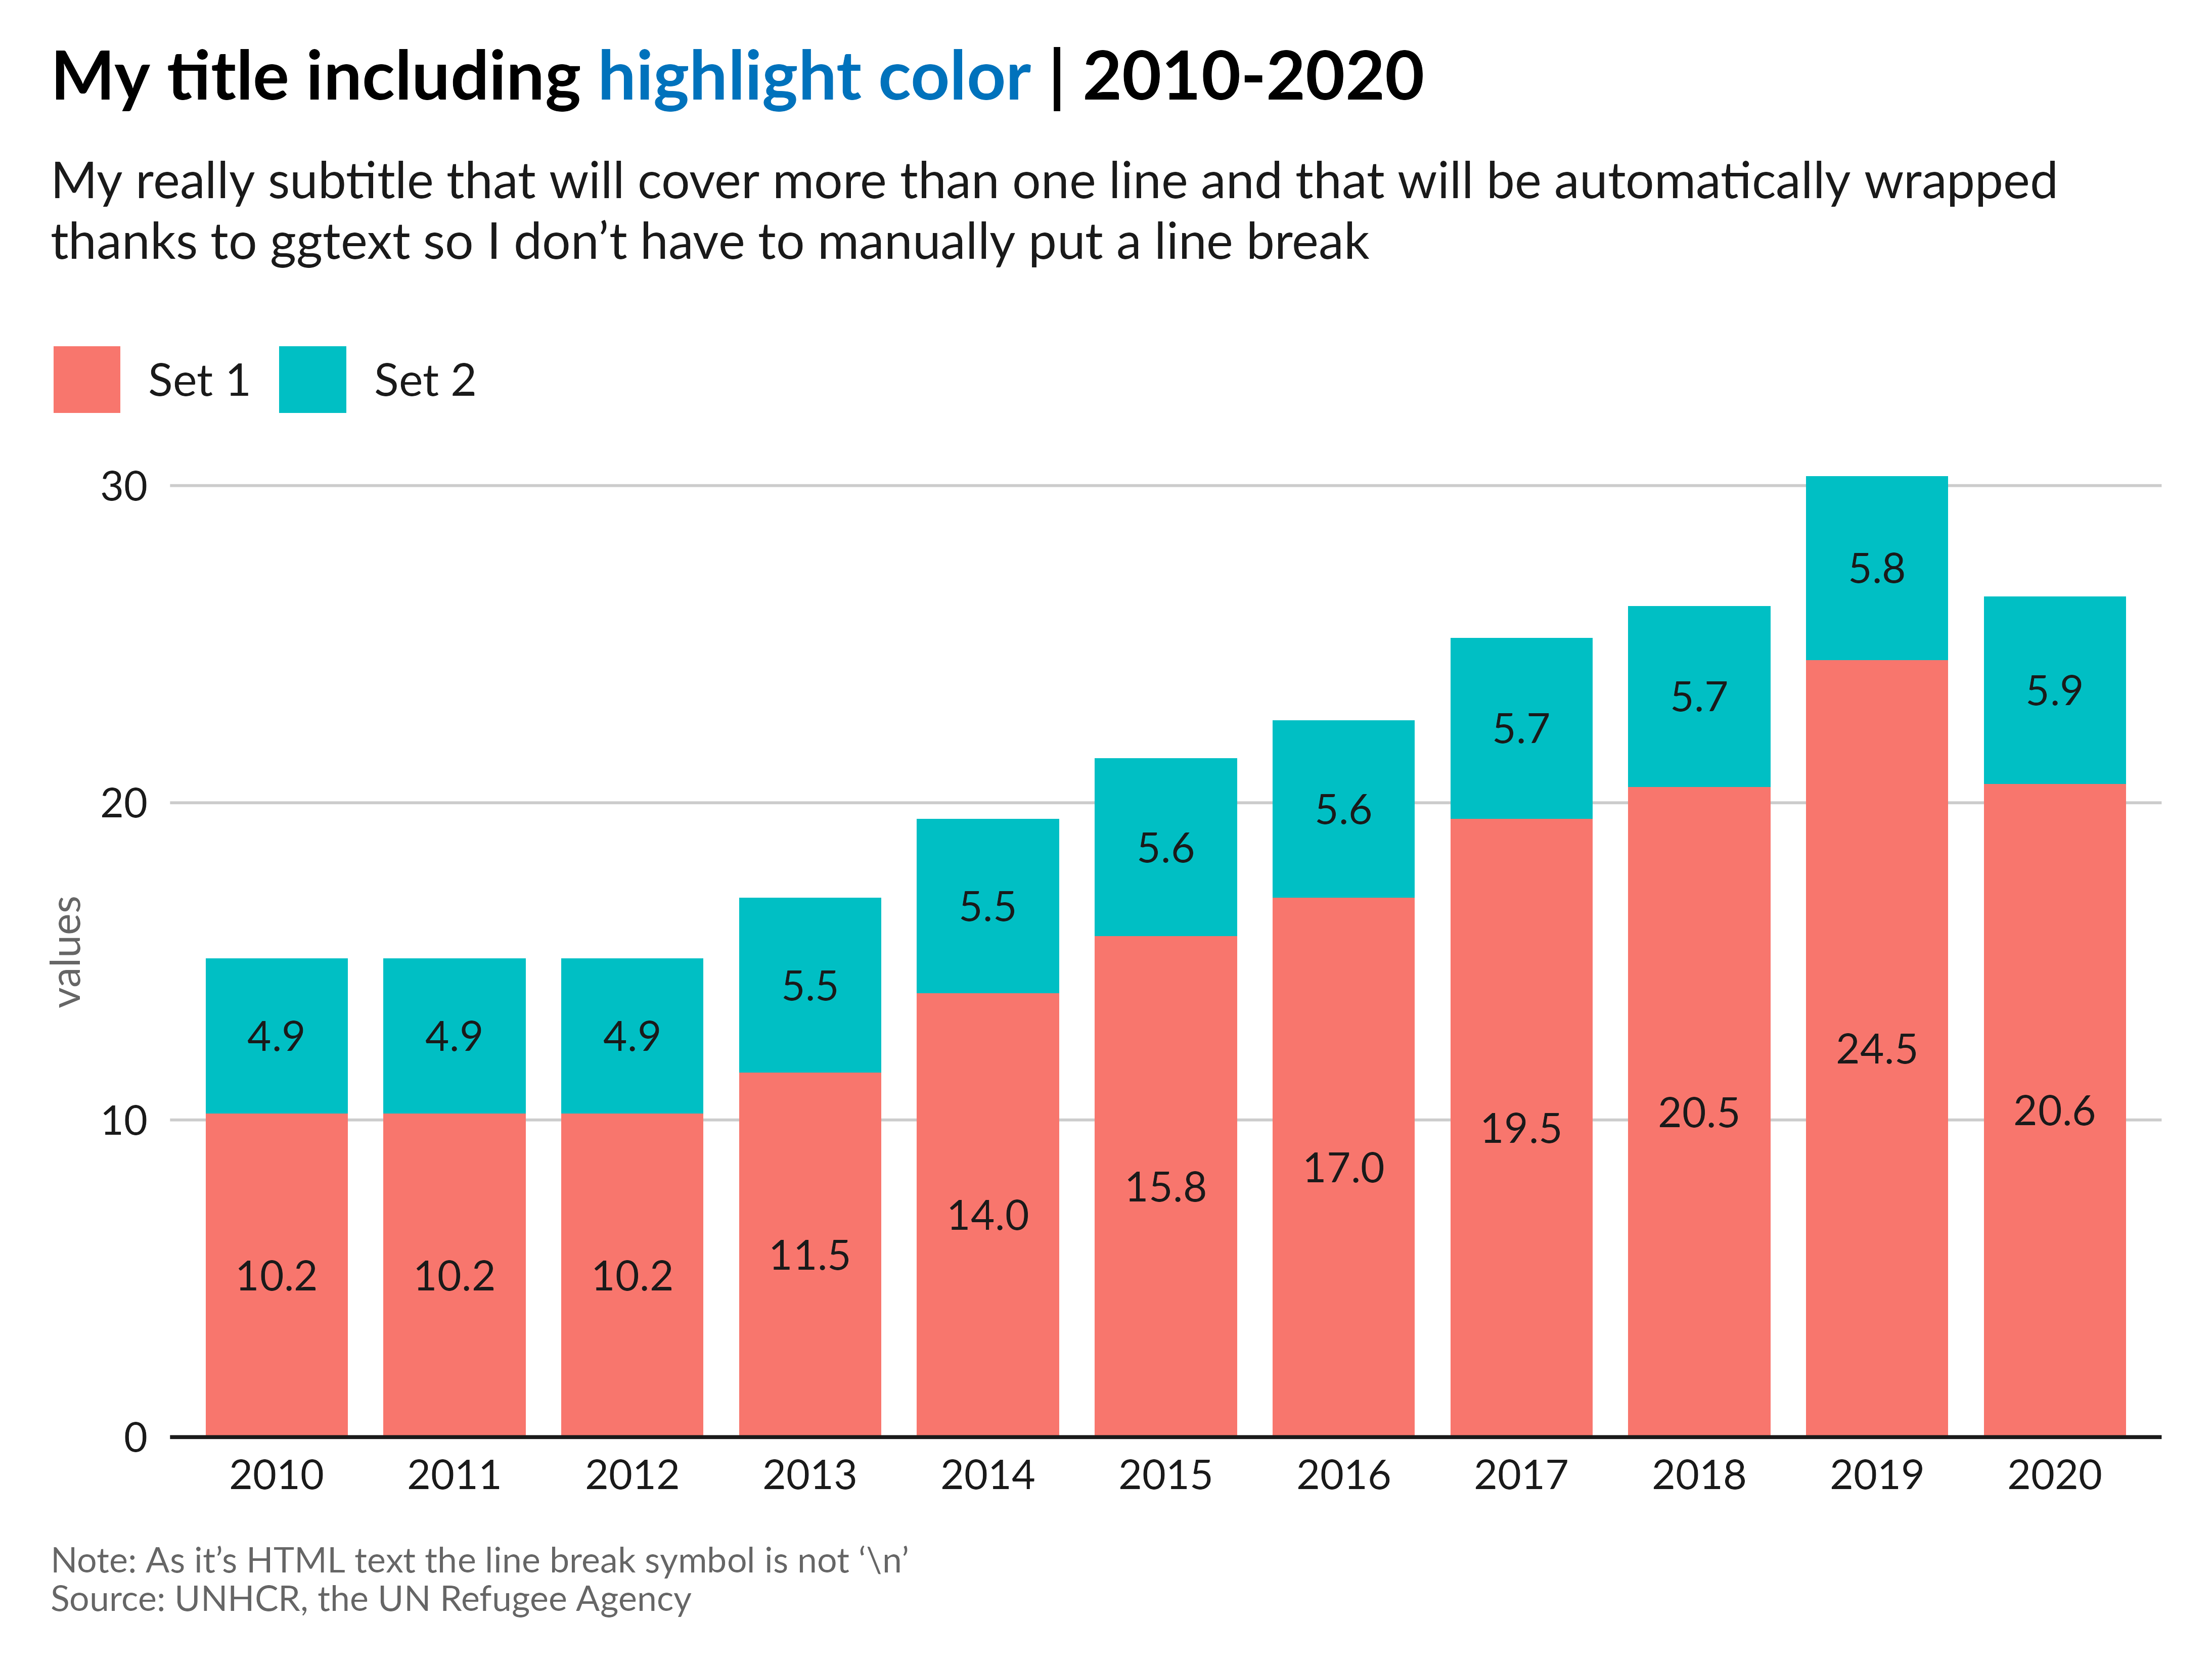 My title including highlight color | 2010-2020
My really subtitle that will cover more than one line and that will be automatically wrapped
thanks to ggtext so I don’t have to manually put a line break
Set 1 Set 2
30
5.8
5.7 5.7 5.9
20
5.6 5.6
5.5
values
4.9 4.9 4.9 5.5
24.5
10
19.5 20.5 20.6
14.0 15.8 17.0
10.2 10.2 10.2 11.5
0
2010 2011 2012 2013 2014 2015 2016 2017 2018 2019 2020
Note: As it’s HTML text the line break symbol is not ‘\n’
Source: UNHCR, the UN Refugee Agency